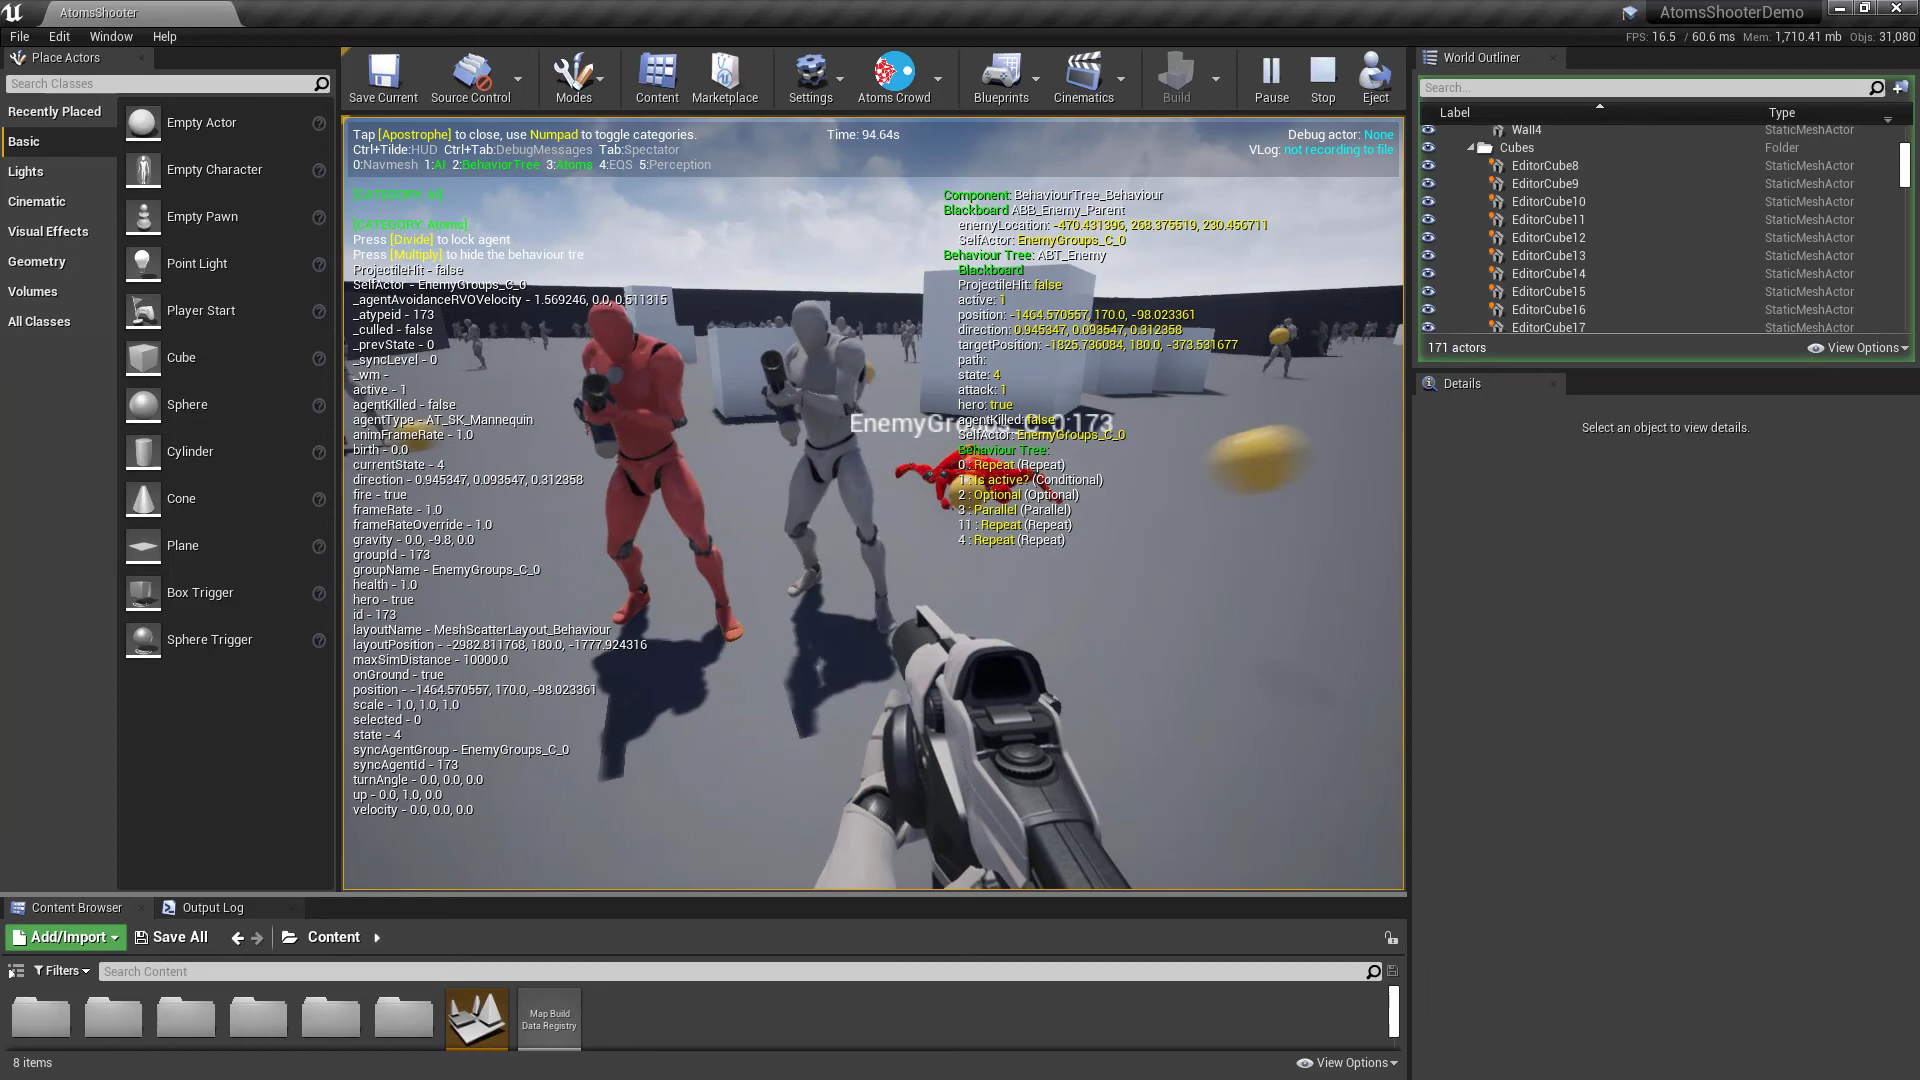 AtomsShooter
AtomsShooterDemo
File Edit Window Help
FPS: 16.5 / 60.6 ms Mem: 1,710.41 mb Objs: 31,080
Place Actors
Search Classes
Recently Placed
Basic
Lights
Cinematic
Visual Effects
Geometry
Volumes
All Classes
Empty Actor
Empty Character
Empty Pawn
Point Light
Player Start
Cube
Sphere
Cylinder
Cone
Plane
Box Trigger
Sphere Trigger
Save Current
Source Control
Modes
Content
Marketplace
Settings
Atoms Crowd
Blueprints
Cinematics
Build
Pause
Stop
Eject
Tap [Apostrophe] to close, use Numpad to toggle categories.
Time: 94.64s
Debug actor: None
Ctrl+Tilde:HUD Ctrl+Tab:DebugMessages Tab:Spectator
VLog: not recording to file
0:Navmesh 1:AI 2:BehaviorTree 3:Atoms 4:EQS 5:Perception
[CATEGORY: AI]
[CATEGORY: Atoms]
Press [Divide] to lock agent
Press [Multiply] to hide the behaviour tre
ProjectileHit - false
SelfActor - EnemyGroups_C_0
_agentAvoidanceRVOVelocity - 1.569246, 0.0, 0.511315
_atypeid - 173
_culled - false
_prevState - 0
_syncLevel - 0
_wm -
active - 1
agentKilled - false
agentType - AT_SK_Mannequin
animFrameRate - 1.0
birth - 0.0
currentState - 4
direction - 0.945347, 0.093547, 0.312358
fire - true
frameRate - 1.0
frameRateOverride - 1.0
gravity - 0.0, -9.8, 0.0
groupId - 173
groupName - EnemyGroups_C_0
health - 1.0
hero - true
id - 173
layoutName - MeshScatterLayout_Behaviour
layoutPosition - -2982.811768, 180.0, -1777.924316
maxSimDistance - 10000.0
onGround - true
position - -1464.570557, 170.0, -98.023361
scale - 1.0, 1.0, 1.0
selected - 0
state - 4
syncAgentGroup - EnemyGroups_C_0
syncAgentId - 173
turnAngle - 0.0, 0.0, 0.0
up - 0.0, 1.0, 0.0
velocity - 0.0, 0.0, 0.0
Component: BehaviourTree_Behaviour
Blackboard ABB_Enemy_Parent
enemyLocation: -470.431396, 268.375519, 230.456711
SelfActor: EnemyGroups_C_0
Behaviour Tree: ABT_Enemy
Blackboard
ProjectileHit: false
active: 1
position: -1464.570557, 170.0, -98.023361
direction: 0.945347, 0.093547, 0.312358
targetPosition: -1825.736084, 180.0, -373.531677
path:
state: 4
attack: 1
hero: true
agentKilled: false
EnemyGroups_C_0:173
SelfActor: EnemyGroups_C_0
Behaviour Tree:
0 : Repeat (Repeat)
1 : Is active? (Conditional)
2 : Optional (Optional)
3 : Parallel (Parallel)
11 : Repeat (Repeat)
4 : Repeat (Repeat)
World Outliner
Search...
Label Type
Wall4 StaticMeshActor
Cubes Folder
EditorCube8 StaticMeshActor
EditorCube9 StaticMeshActor
EditorCube10 StaticMeshActor
EditorCube11 StaticMeshActor
EditorCube12 StaticMeshActor
EditorCube13 StaticMeshActor
EditorCube14 StaticMeshActor
EditorCube15 StaticMeshActor
EditorCube16 StaticMeshActor
EditorCube17 StaticMeshActor
171 actors
View Options
Details
Select an object to view details.
Content Browser
Output Log
Add/Import
Save All
Content
Filters
Search Content
Map Build
Data Registry
8 items
View Options